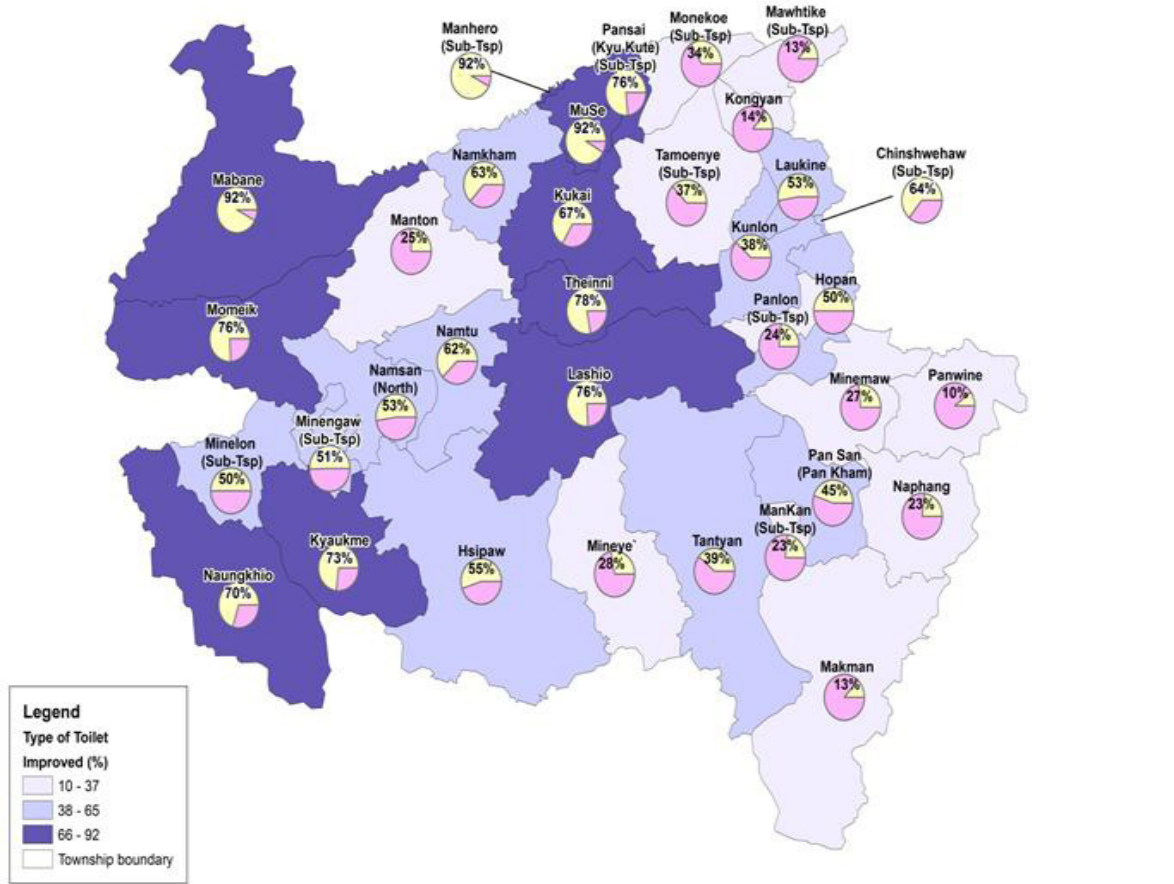 Manhero
(Sub-Tsp)
92%
Pansai
(Kyu Kute)
(Sub-Tsp)
76%
Monekoe
(Sub-Tsp)
34%
Mawhtike
(Sub-Tsp)
13%
MuSe
92%
Kongyan
14%
Namkham
63%
Tamoenye
(Sub-Tsp)
37%
Laukine
53%
Chinshwehaw
(Sub-Tsp)
64%
Mabane
92%
Kukai
67%
Manton
25%
Kunlon
38%
Theinni
78%
Hopan
50%
Momeik
76%
Panlon
(Sub-Tsp)
24%
Namtu
62%
Namsan
(North)
53%
Lashio
76%
Minemaw
27%
Panwine
10%
Minengaw
(Sub-Tsp)
51%
Minelon
(Sub-Tsp)
50%
Pan San
(Pan Kham)
45%
Naphang
23%
ManKan
(Sub-Tsp)
23%
Kyaukme
73%
Hsipaw
55%
Mineye`
28%
Tantyan
39%
Naungkhio
70%
Makman
13%
Legend
Type of Toilet
Improved (%)
10 - 37
38 - 65
66 - 92
Township boundary